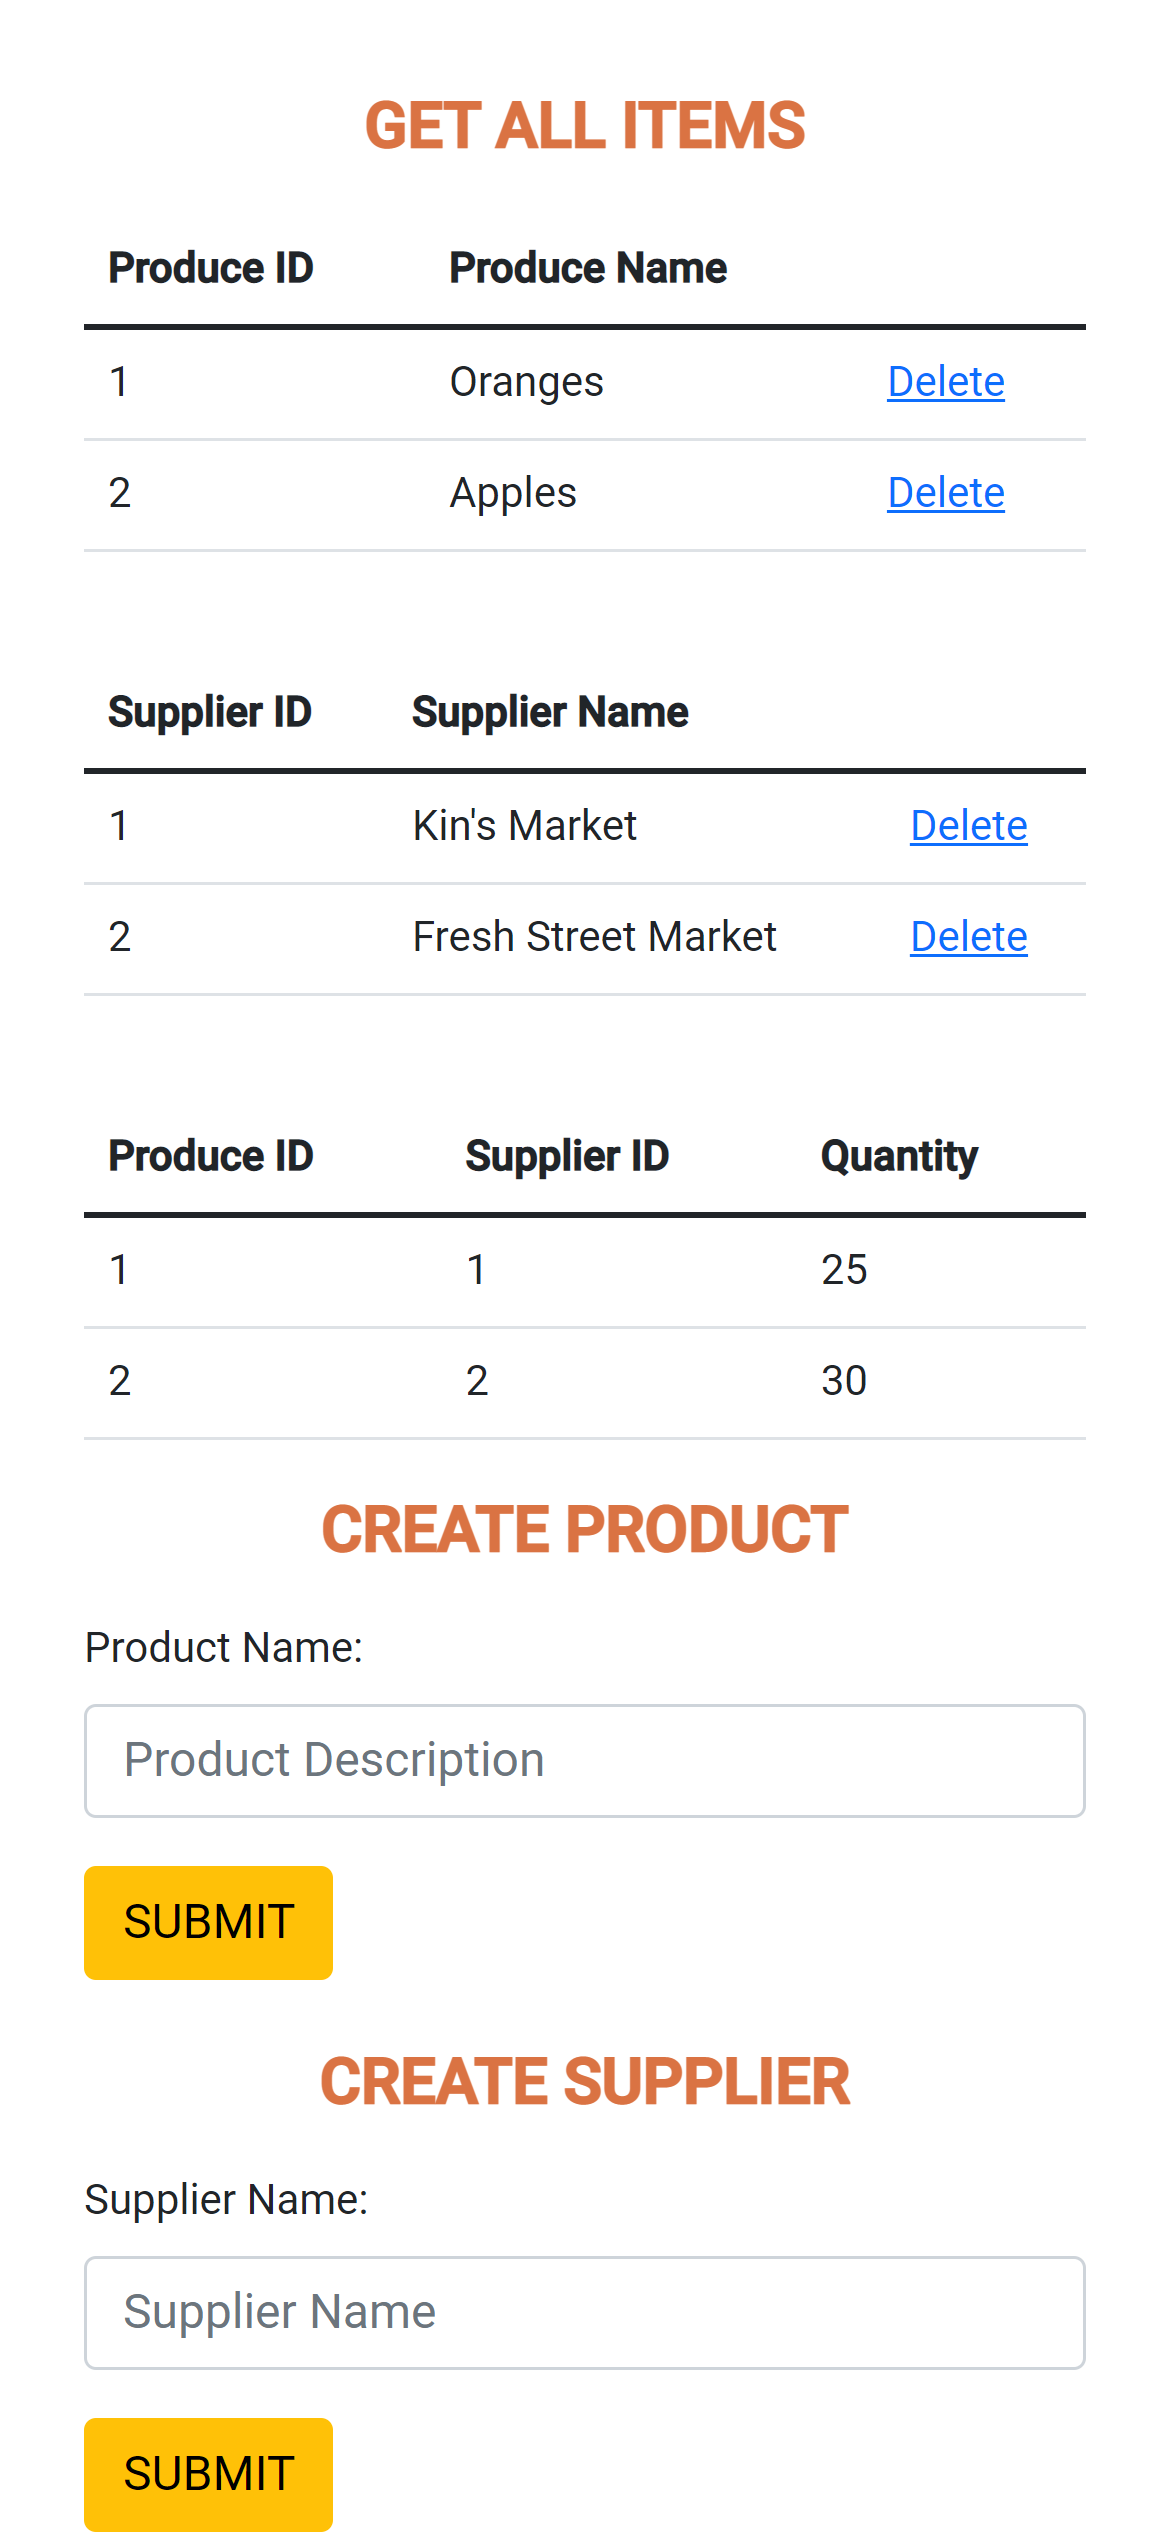 GET ALL ITEMS
Produce ID Produce Name
1 Oranges Delete
2 Apples Delete
Supplier ID Supplier Name
1 Kin's Market Delete
2 Fresh Street Market Delete
Produce ID Supplier ID Quantity
1 1 25
2 2 30
CREATE PRODUCT
Product Name:
Product Description
SUBMIT
CREATE SUPPLIER
Supplier Name:
Supplier Name
SUBMIT